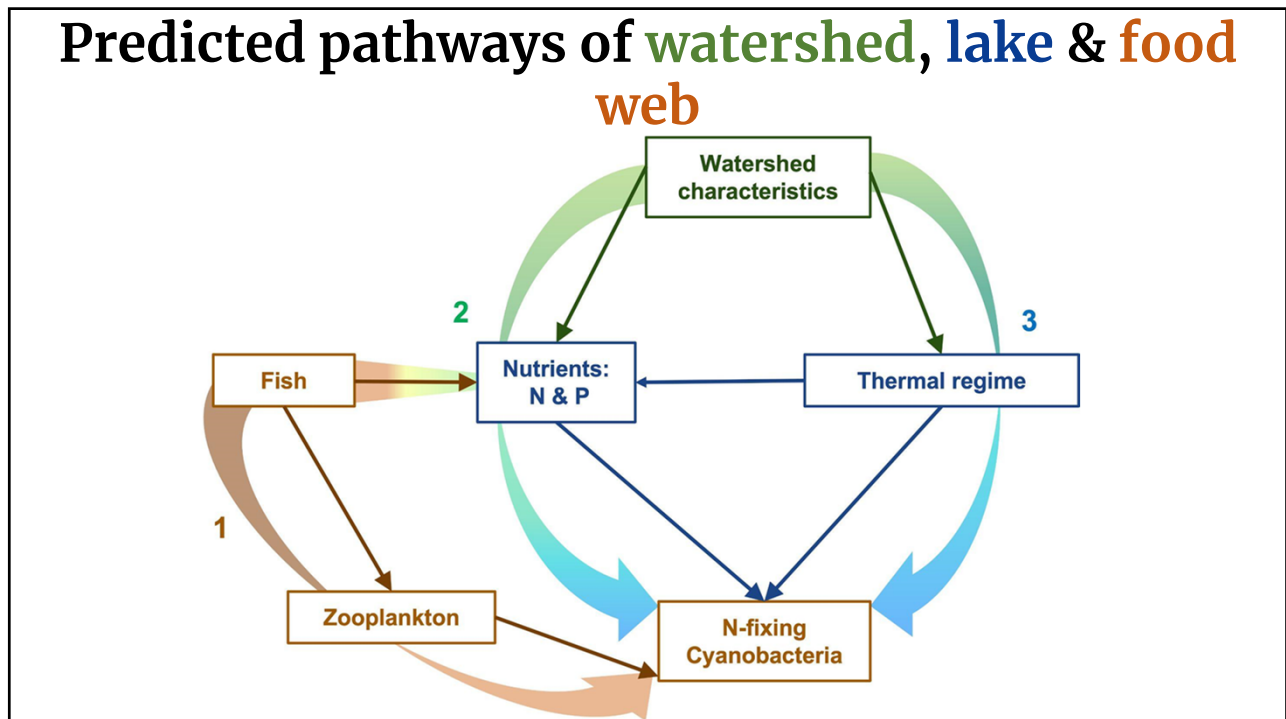 Predicted pathways of watershed, lake & food
web
Watershed
characteristics
2
3
Fish
Nutrients:
N & P
Thermal regime
1
Zooplankton
N-fixing
Cyanobacteria